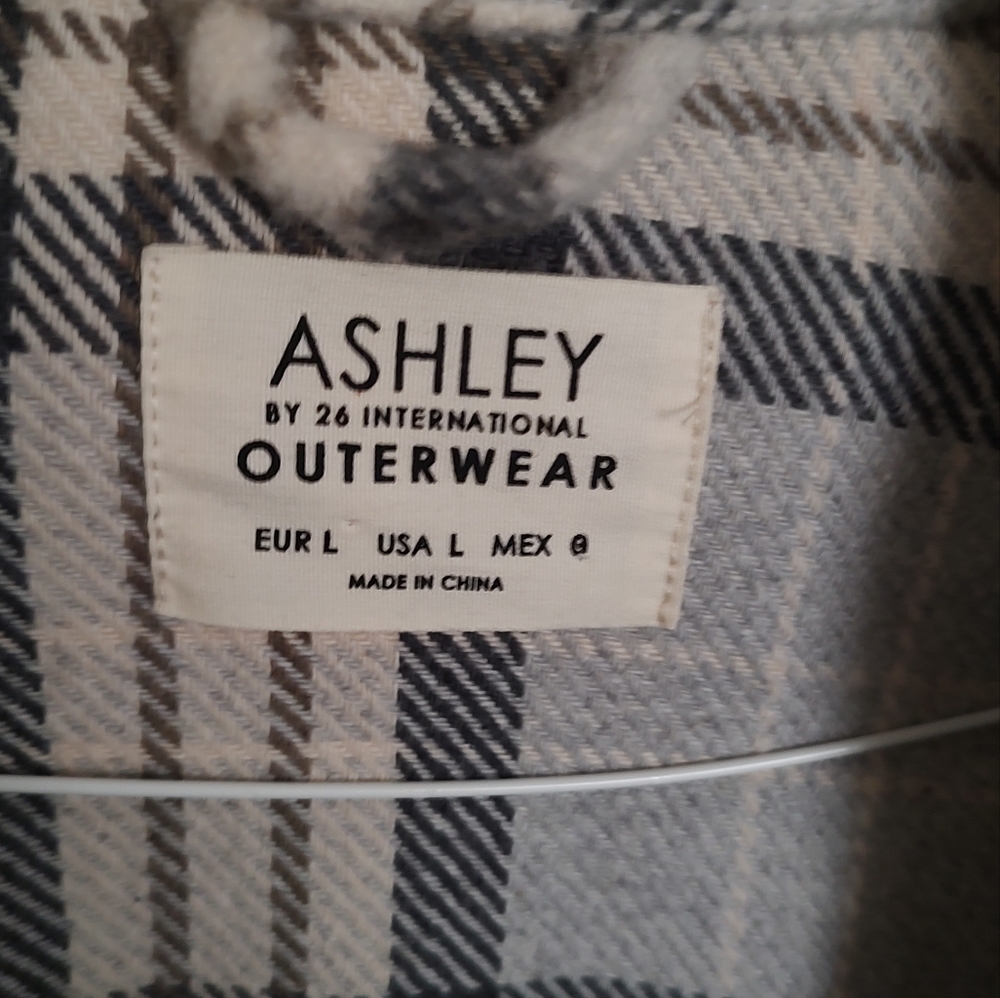 ASHLEY
BY 26 INTERNATIONAL
OUTERWEAR
EUR L USA L MEX
MADE IN CHINA